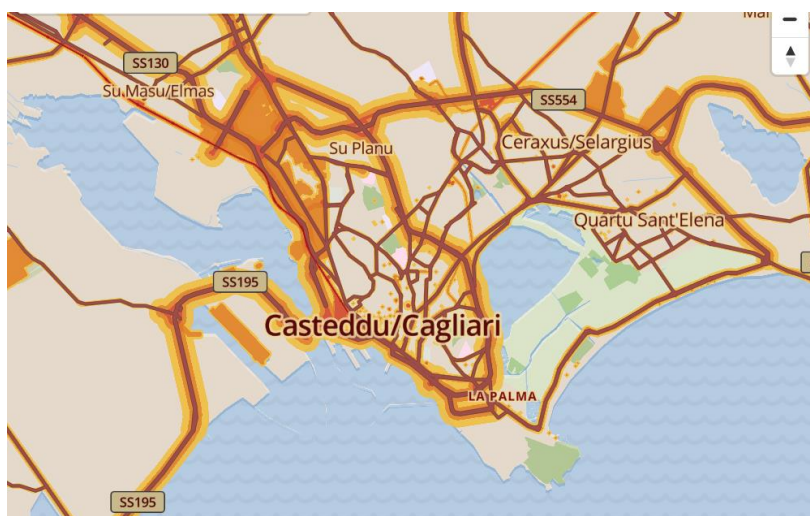 SS130
Su Masu/Elmas
SS554
Su Planu
Ceraxus/Selargius
Quartu Sant'Elena
SS195
Casteddu/Cagliari
LA PALMA
SS195